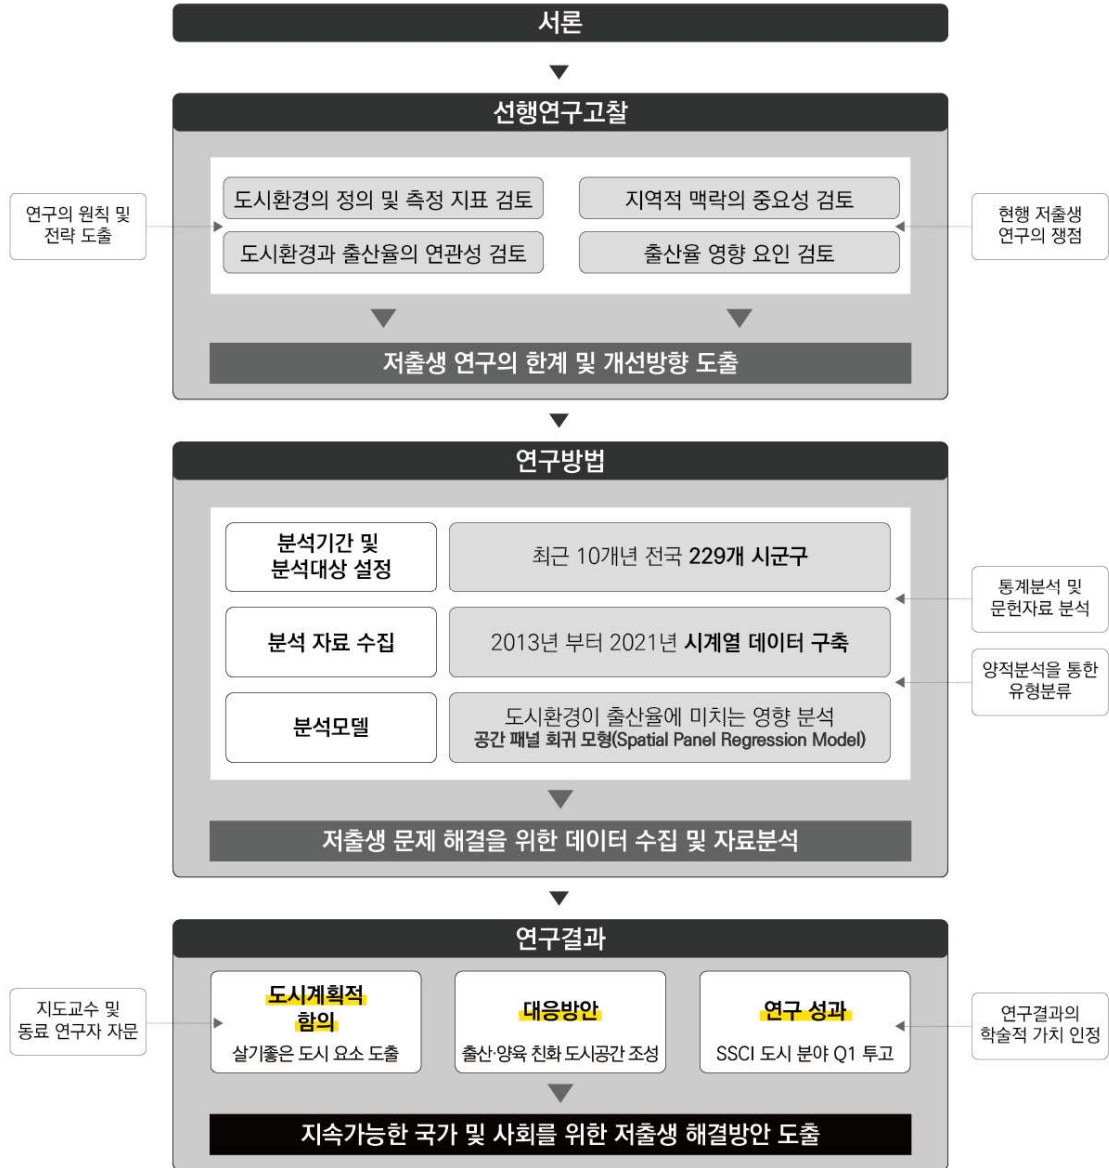 서론
선행연구고찰
연구의 원칙 및
전략 도출
도시환경의 정의 및 측정 지표 검토
지역적 맥락의 중요성 검토
도시환경과 출산율의 연관성 검토
출산율 영향 요인 검토
현행 저출생
연구의 쟁점
저출생 연구의 한계 및 개선방향 도출
연구방법
분석기간 및
분석대상 설정
최근 10개년 전국 229개 시군구
통계분석 및
문헌자료 분석
분석 자료 수집
2013년 부터 2021년 시계열 데이터 구축
양적분석을 통한
유형분류
분석모델
도시환경이 출산율에 미치는 영향 분석
공간 패널 회귀 모형(Spatial Panel Regression Model)
저출생 문제 해결을 위한 데이터 수집 및 자료분석
연구결과
지도교수 및
동료 연구자 자문
도시계획적
함의
살기좋은 도시 요소 도출
대응방안
출산·양육 친화 도시공간 조성
연구 성과
SSCI 도시 분야 Q1 투고
연구결과의
학술적 가치 인정
지속가능한 국가 및 사회를 위한 저출생 해결방안 도출